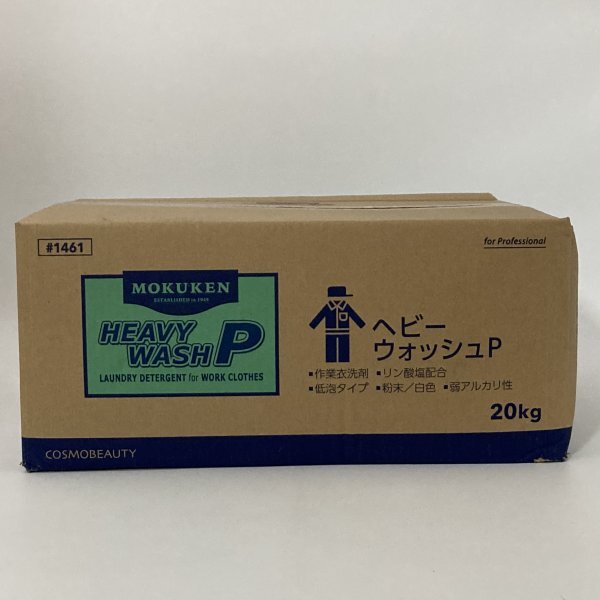 #1461
for Professional
MOKUKEN
ESTABLISHED in 1949
HEAVY
WASH P
LAUNDRY DETERGENT for WORK CLOTHES
ヘビー
ウォッシュP
▪作業衣洗剤 ▪リン酸塩配合
▪低泡タイプ ▪粉末/白色 ▪弱アルカリ性
20kg
COSMOBEAUTY